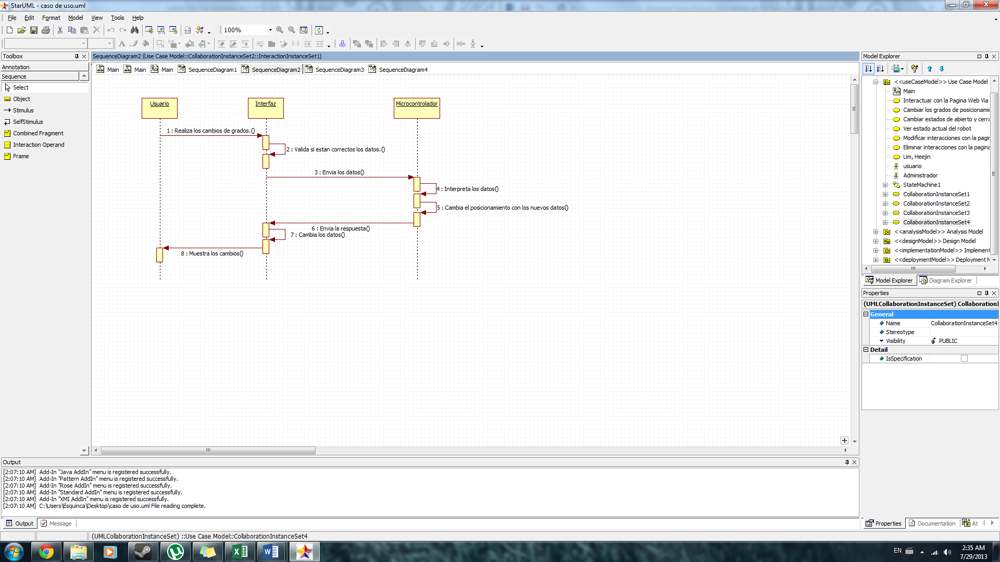 StarUML - caso de uso.uml
File Edit Format Model View Tools Help
100%
Toolbox
SequenceDiagram2 (Use Case Model::CollaborationInstanceSet2::InteractionInstanceSet1)
Model Explorer
Annotation
Sequence
Select
Object
Stimulus
SelfStimulus
Combined Fragment
Interaction Operand
Frame
Main Main Main SequenceDiagram1 SequenceDiagram2 SequenceDiagram3 SequenceDiagram4
Usuario
Interfaz
Microcontrolador
1 : Realiza los cambios de grados.()
2 : Valida si estan correctos los datos.()
3 : Envia los datos()
4 : Interpreta los datos()
5 : Cambia el posicionamiento con los nuevos datos()
6 : Envia la respuesta()
7 : Cambia los datos()
8 : Muestra los cambios()
<<useCaseModel>> Use Case Model
Main
Interactuar con la Pagina Web Via
Cambiar los grados de posicionamie
Cambiar estados de abierto y cerra
Ver estado actual del robot
Modificar interacciones con la pagin
Eliminar interacciones con la pagina
Lim, Heejin
usuario
Administrador
StateMachine1
CollaborationInstanceSet1
CollaborationInstanceSet2
CollaborationInstanceSet3
CollaborationInstanceSet4
<<analysisModel>> Analysis Model
<<designModel>> Design Model
<<implementationModel>> Implement
<<deploymentModel>> Deployment M
Model Explorer Diagram Explorer
Properties
(UMLCollaborationInstanceSet) CollaborationI
General
Name CollaborationInstanceSet4
Stereotype
Visibility PUBLIC
Detail
IsSpecification
Output
[2:07:10 AM] Add-In "Java AddIn" menu is registered successfully.
[2:07:10 AM] Add-In "Pattern AddIn" menu is registered successfully.
[2:07:10 AM] Add-In "Rose AddIn" menu is registered successfully.
[2:07:10 AM] Add-In "Standard AddIn" menu is registered successfully.
[2:07:10 AM] Add-In "XMI AddIn" menu is registered successfully.
[2:07:10 AM] C:\Users\Esquinca\Desktop\caso de uso.uml File reading complete.
Output Message
Properties Documentation At
(UMLCollaborationInstanceSet) ::Use Case Model::CollaborationInstanceSet4
EN
2:35 AM
7/29/2013